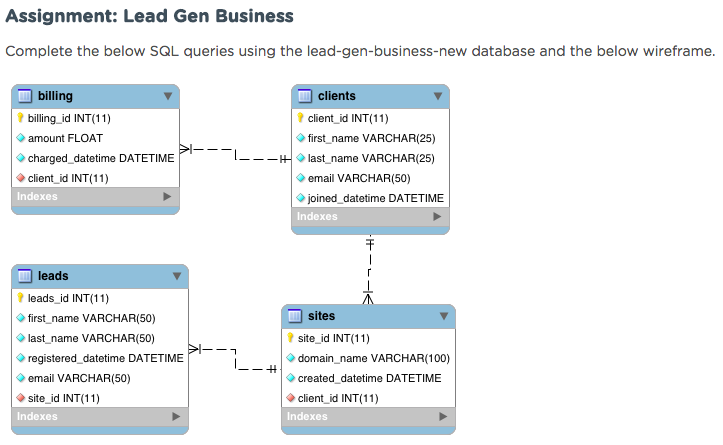 Assignment: Lead Gen Business
Complete the below SQL queries using the lead-gen-business-new database and the below wireframe.
billing
billing_id INT(11)
amount FLOAT
charged_datetime DATETIME
client_id INT(11)
Indexes
clients
client_id INT(11)
first_name VARCHAR(25)
last_name VARCHAR(25)
email VARCHAR(50)
joined_datetime DATETIME
Indexes
leads
leads_id INT(11)
first_name VARCHAR(50)
last_name VARCHAR(50)
registered_datetime DATETIME
email VARCHAR(50)
site_id INT(11)
Indexes
sites
site_id INT(11)
domain_name VARCHAR(100)
created_datetime DATETIME
client_id INT(11)
Indexes